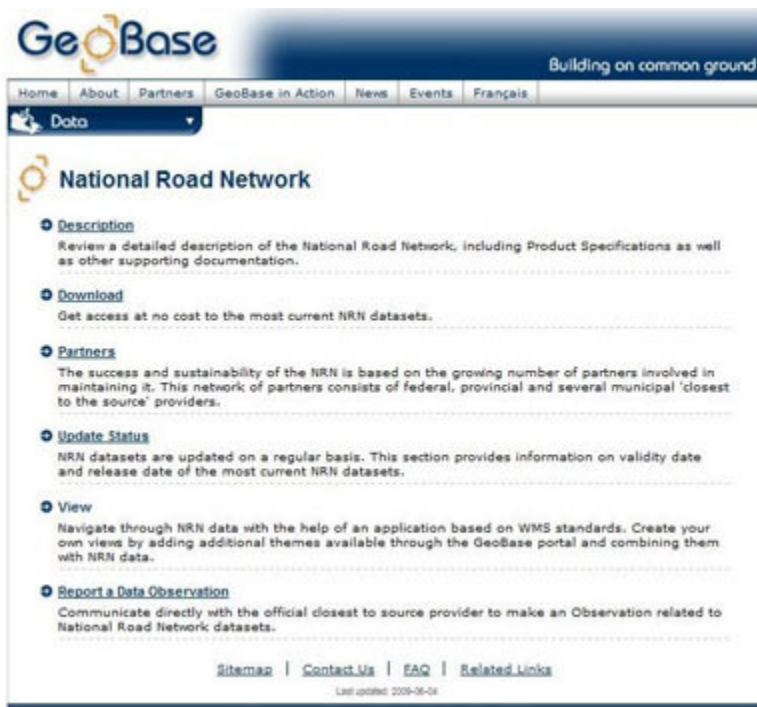 GeoBase
Building on common ground
Home About Partners GeoBase in Action News Events Français
Data
National Road Network
Description
Review a detailed description of the National Road Network, including Product Specifications as well
as other supporting documentation.
Download
Get access at no cost to the most current NRN datasets.
Partners
The success and sustainability of the NRN is based on the growing number of partners involved in
maintaining it. This network of partners consists of federal, provincial and several municipal 'closest
to the source' providers.
Update Status
NRN datasets are updated on a regular basis. This section provides information on validity date
and release date of the most current NRN datasets.
View
Navigate through NRN data with the help of an application based on WMS standards. Create your
own views by adding additional themes available through the GeoBase portal and combining them
with NRN data.
Report a Data Observation
Communicate directly with the official closest to source provider to make an Observation related to
National Road Network datasets.
Sitemap | Contact Us | FAQ | Related Links
Last updated: 2009-06-04